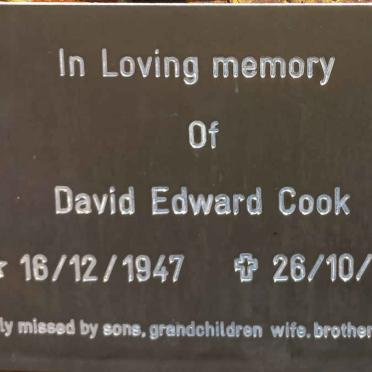 In Loving memory
Of
David Edward Cook
16/12/1947 ✞ 26/10/
missed by sons, grandchildren wife, brother